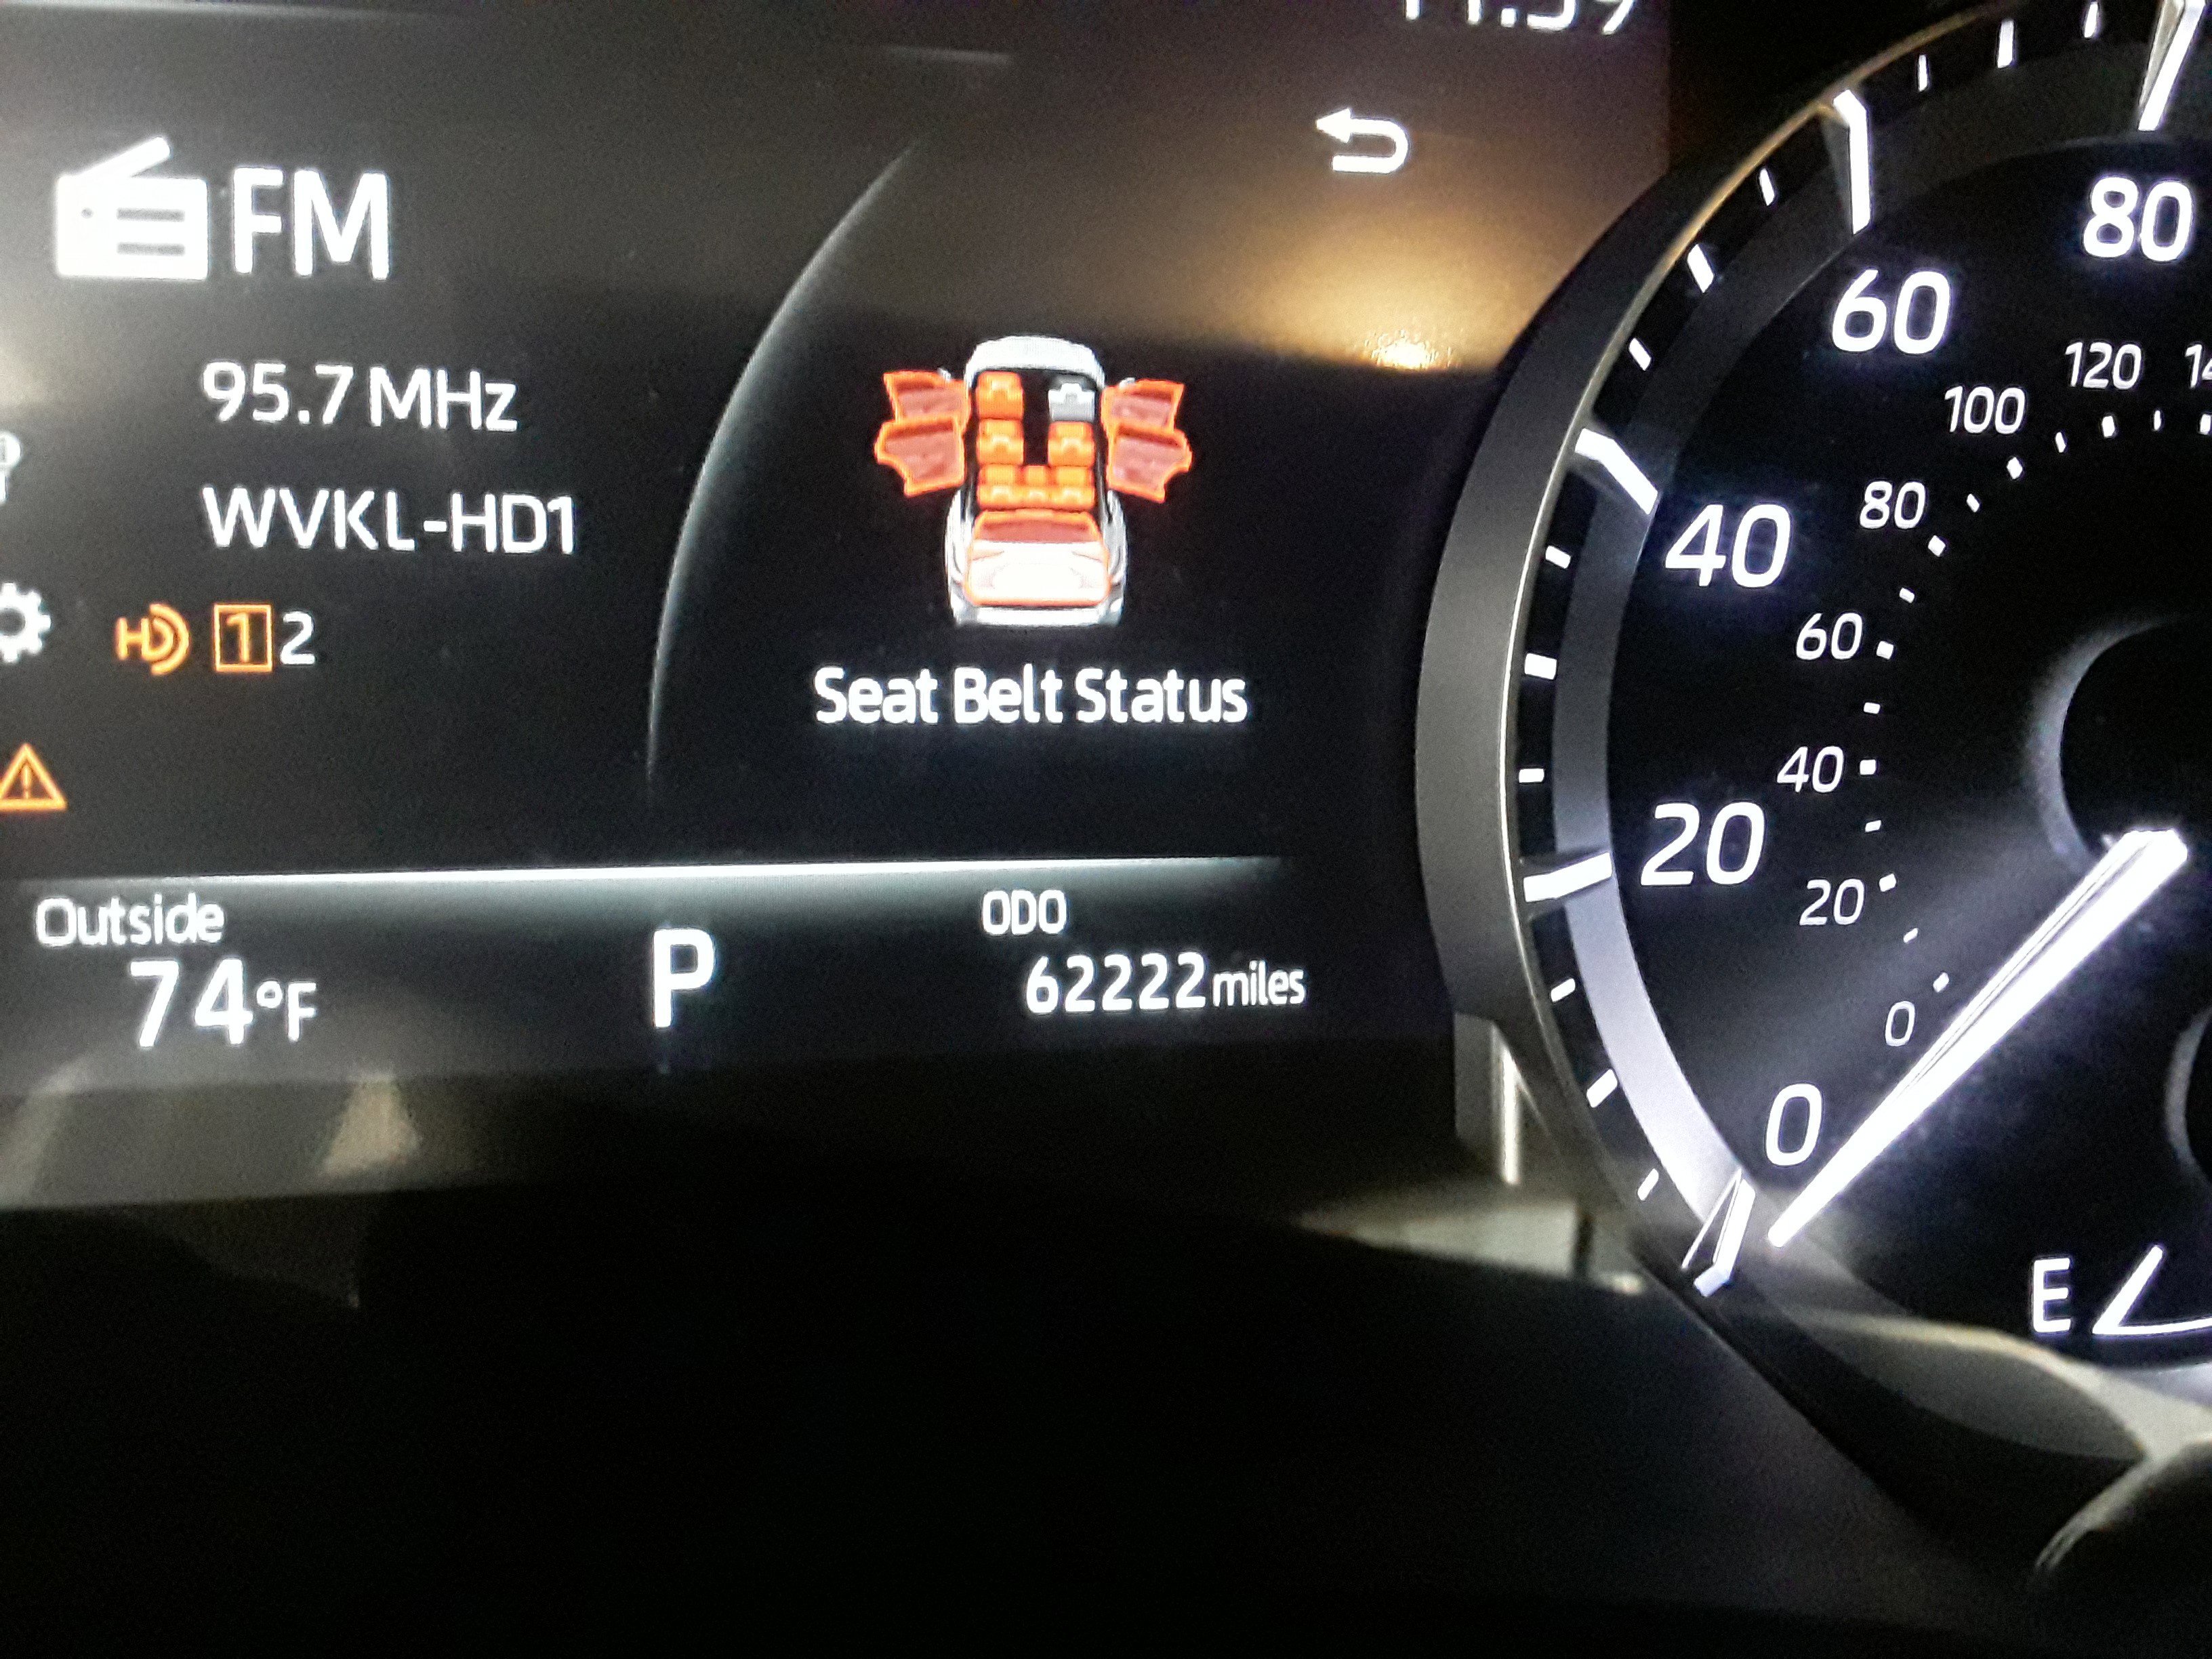 FM
95.7 MHz
WVKL-HD1
HD 1 2
Seat Belt Status
Outside
74°F
P
ODO
62222 miles
80
60
120
100
40
80
60
40
20
20
0
0
E